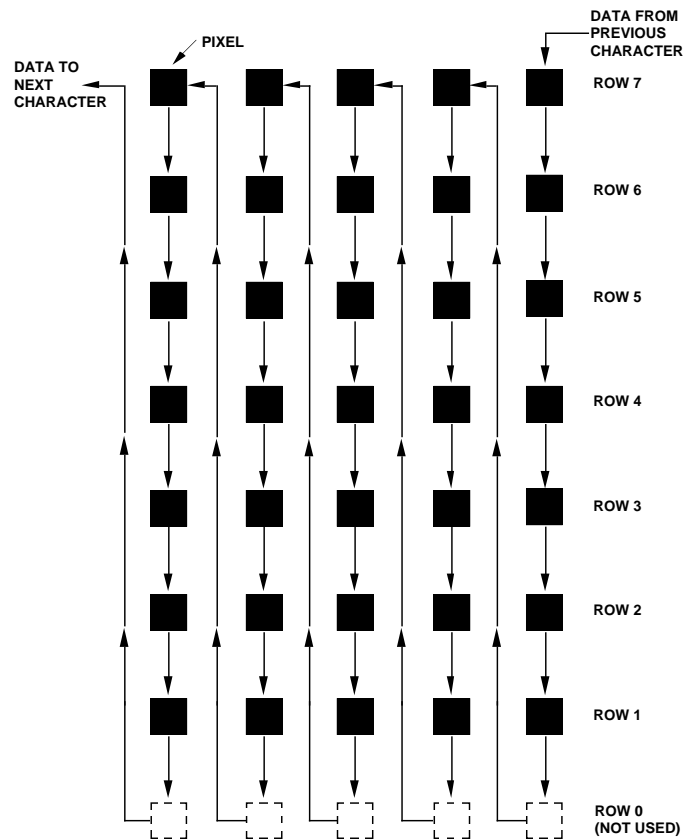 DATA FROM
PREVIOUS
CHARACTER
PIXEL
DATA TO
NEXT
CHARACTER
ROW 7
ROW 6
ROW 5
ROW 4
ROW 3
ROW 2
ROW 1
ROW 0
(NOT USED)